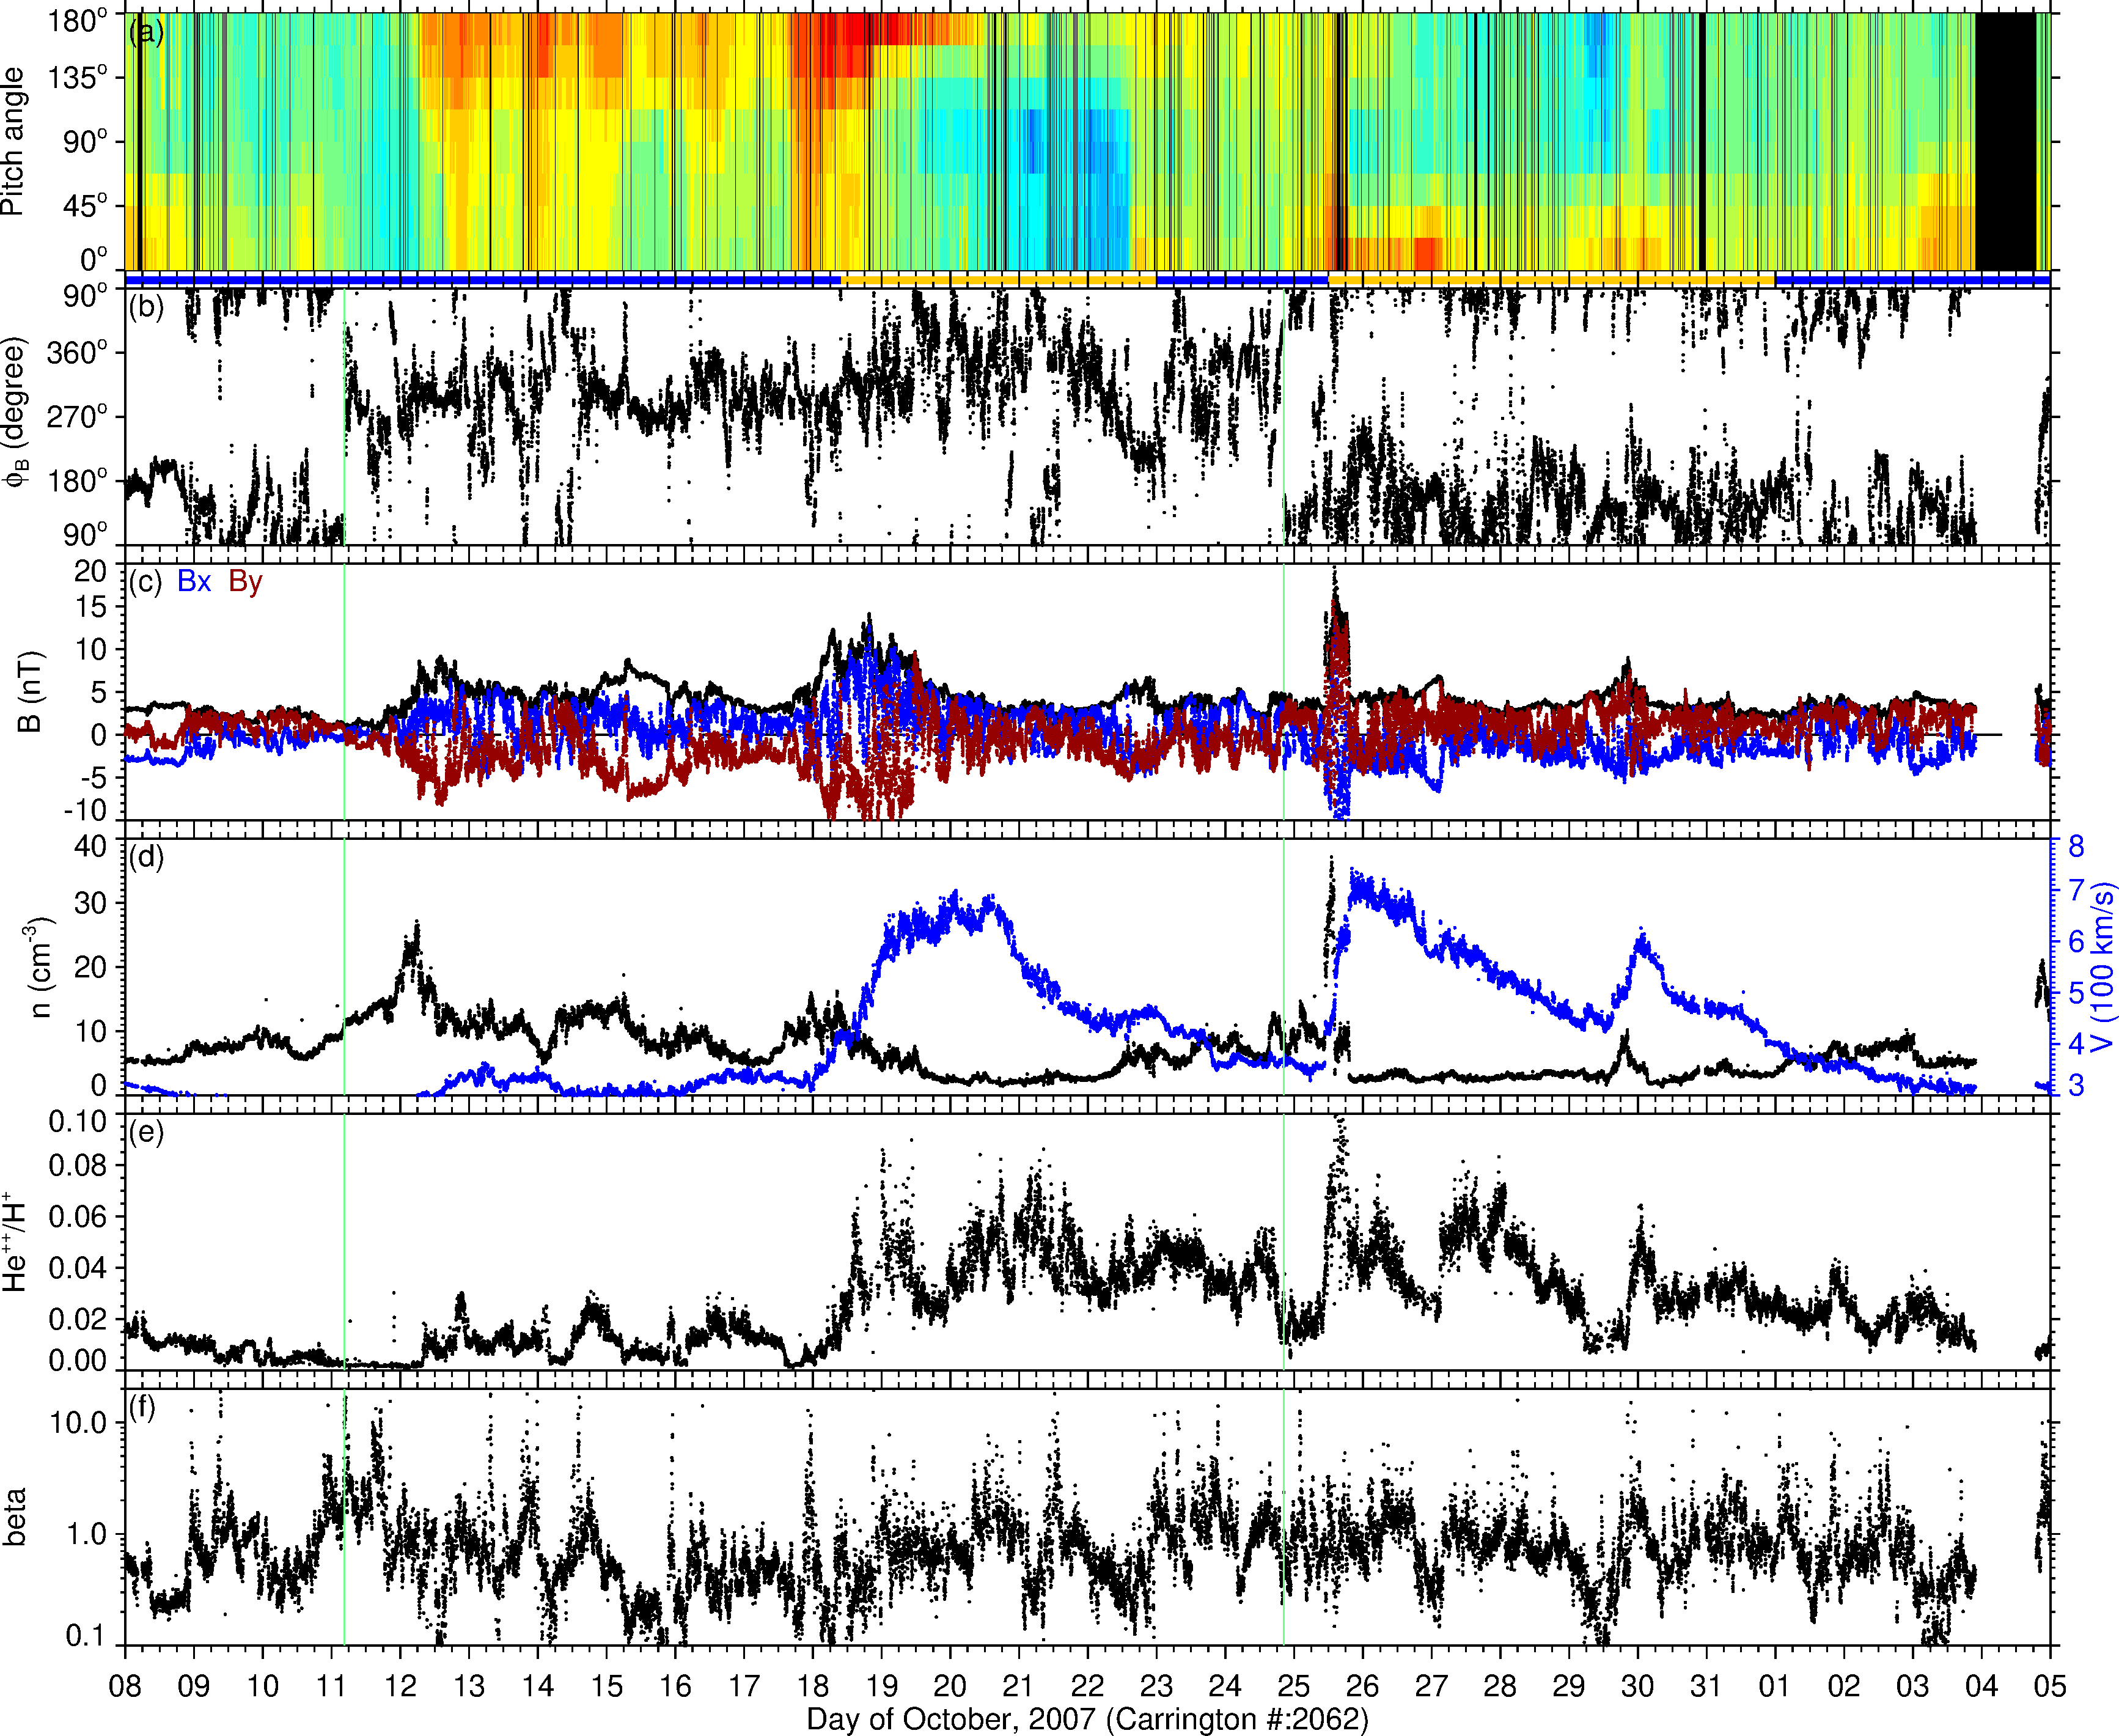 (a)
Pitch angle
180°
135°
90°
45°
0°
(b)
ϕB (degree)
90°
360°
270°
180°
90°
(c) Bx By
B (nT)
20
15
10
5
0
-5
-10
(d)
n (cm-3)
40
30
20
10
0
8
7
6
5
4
3
V (100 km/s)
(e)
He++/H+
0.10
0.08
0.06
0.04
0.02
0.00
(f)
beta
10.0
1.0
0.1
08 09 10 11 12 13 14 15 16 17 18 19 20 21 22 23 24 25 26 27 28 29 30 31 01 02 03 04 05
Day of October, 2007 (Carrington #:2062)